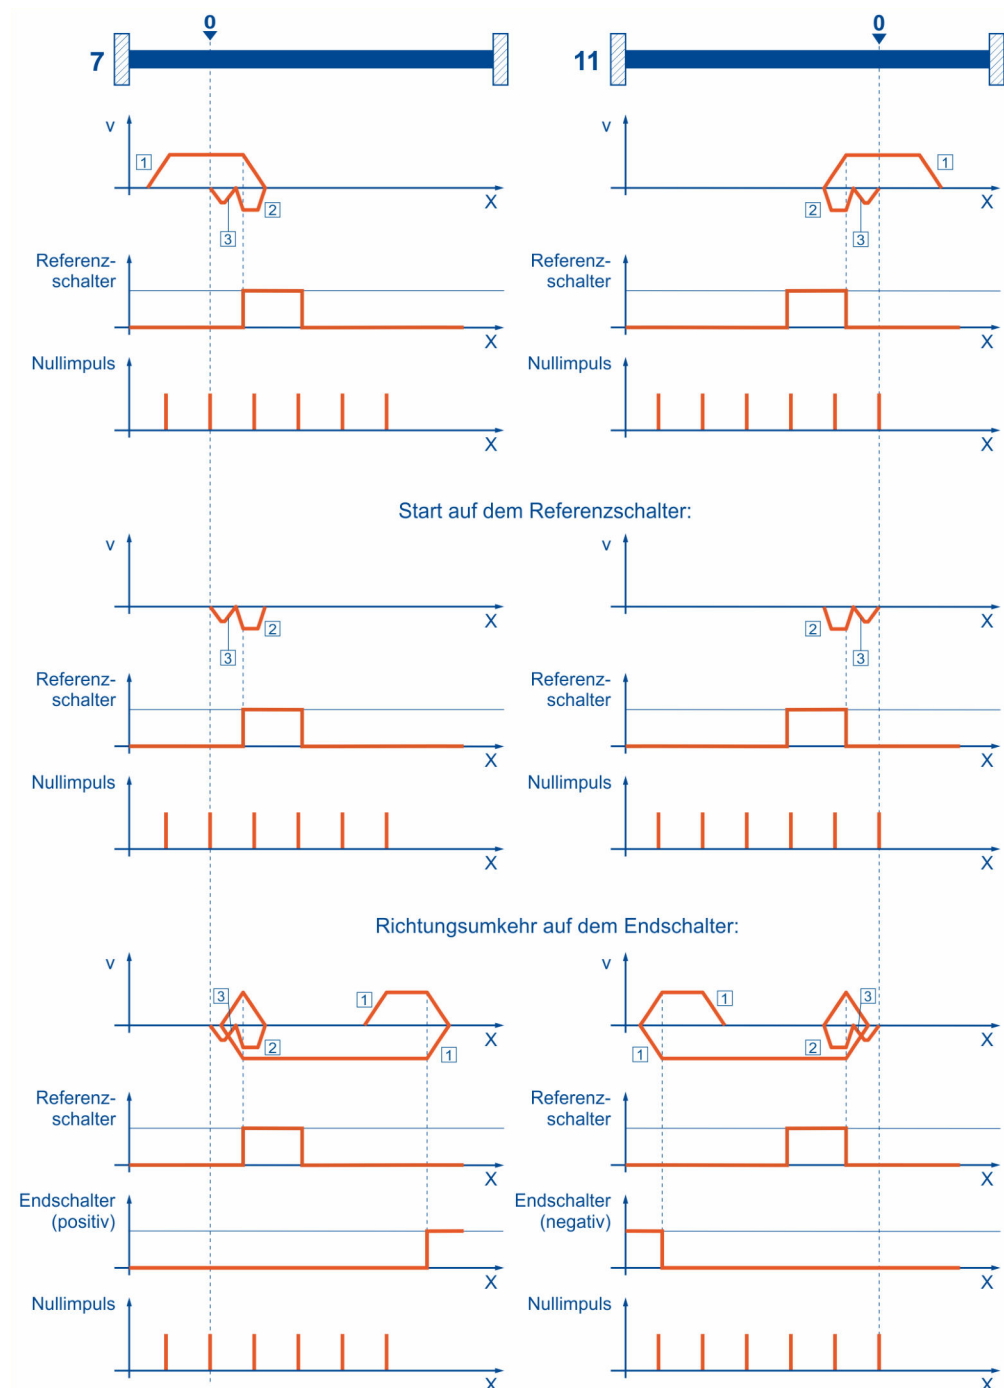 0
0
7
11
v
v
1
1
X
X
2
2
3
3
Referenz-
schalter
Referenz-
schalter
X
X
Nullimpuls
Nullimpuls
X
X
Start auf dem Referenzschalter:
v
v
X
X
2
2
3
3
Referenz-
schalter
Referenz-
schalter
X
X
Nullimpuls
Nullimpuls
X
X
Richtungsumkehr auf dem Endschalter:
v
v
3
1
1
3
X
X
2
1
1
2
Referenz-
schalter
Referenz-
schalter
X
X
Endschalter
(positiv)
Endschalter
(negativ)
X
X
Nullimpuls
Nullimpuls
X
X